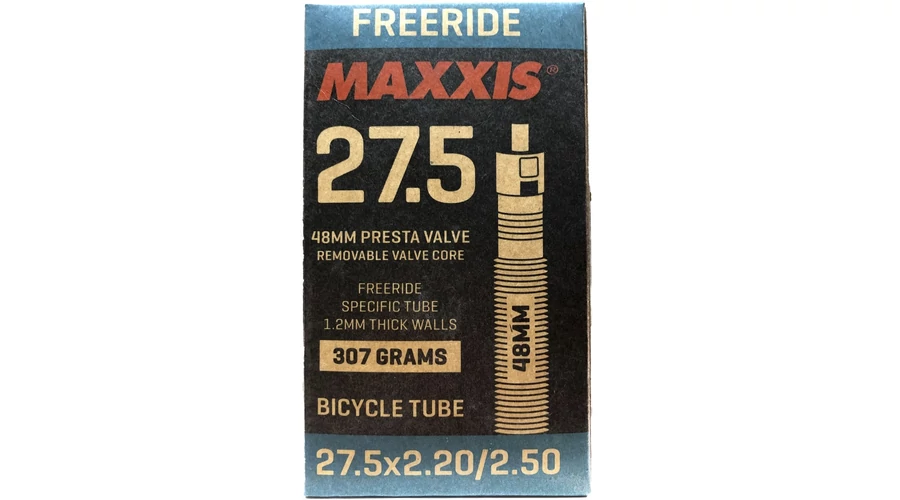 FREERIDE
MAXXIS®
27.5
48MM PRESTA VALVE
REMOVABLE VALVE CORE
FREERIDE
SPECIFIC TUBE
1.2MM THICK WALLS
307 GRAMS
48MM
BICYCLE TUBE
27.5x2.20/2.50